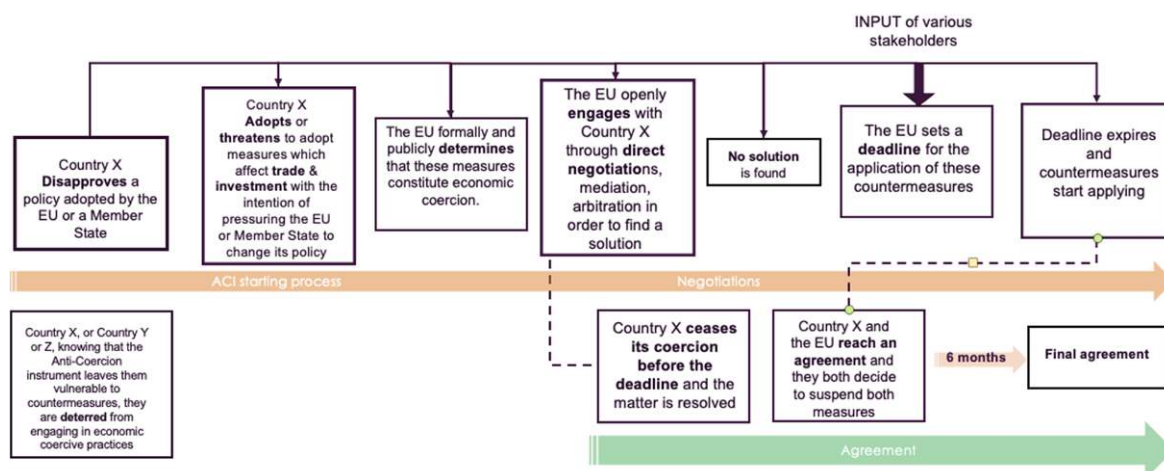 INPUT of various
stakeholders
Country X
Disapproves a
policy adopted by the
EU or a Member
State
Country X
Adopts or
threatens to adopt
measures which
affect trade &
investment with the
intention of
pressuring the EU
or Member State to
change its policy
The EU formally and
publicly determines
that these measures
constitute economic
coercion.
The EU openly
engages with
Country X
through direct
negotiations,
mediation,
arbitration in
order to find a
solution
No solution
is found
The EU sets a
deadline for the
application of these
countermeasures
Deadline expires
and
countermeasures
start applying
ACI starting process
Negotiations
Country X, or Country Y
or Z, knowing that the
Anti-Coercion
instrument leaves them
vulnerable to
countermeasures, they
are deterred from
engaging in economic
coercive practices
Country X ceases
its coercion
before the
deadline and the
matter is resolved
Country X and
the EU reach an
agreement and
they both decide
to suspend both
measures
6 months
Final agreement
Agreement